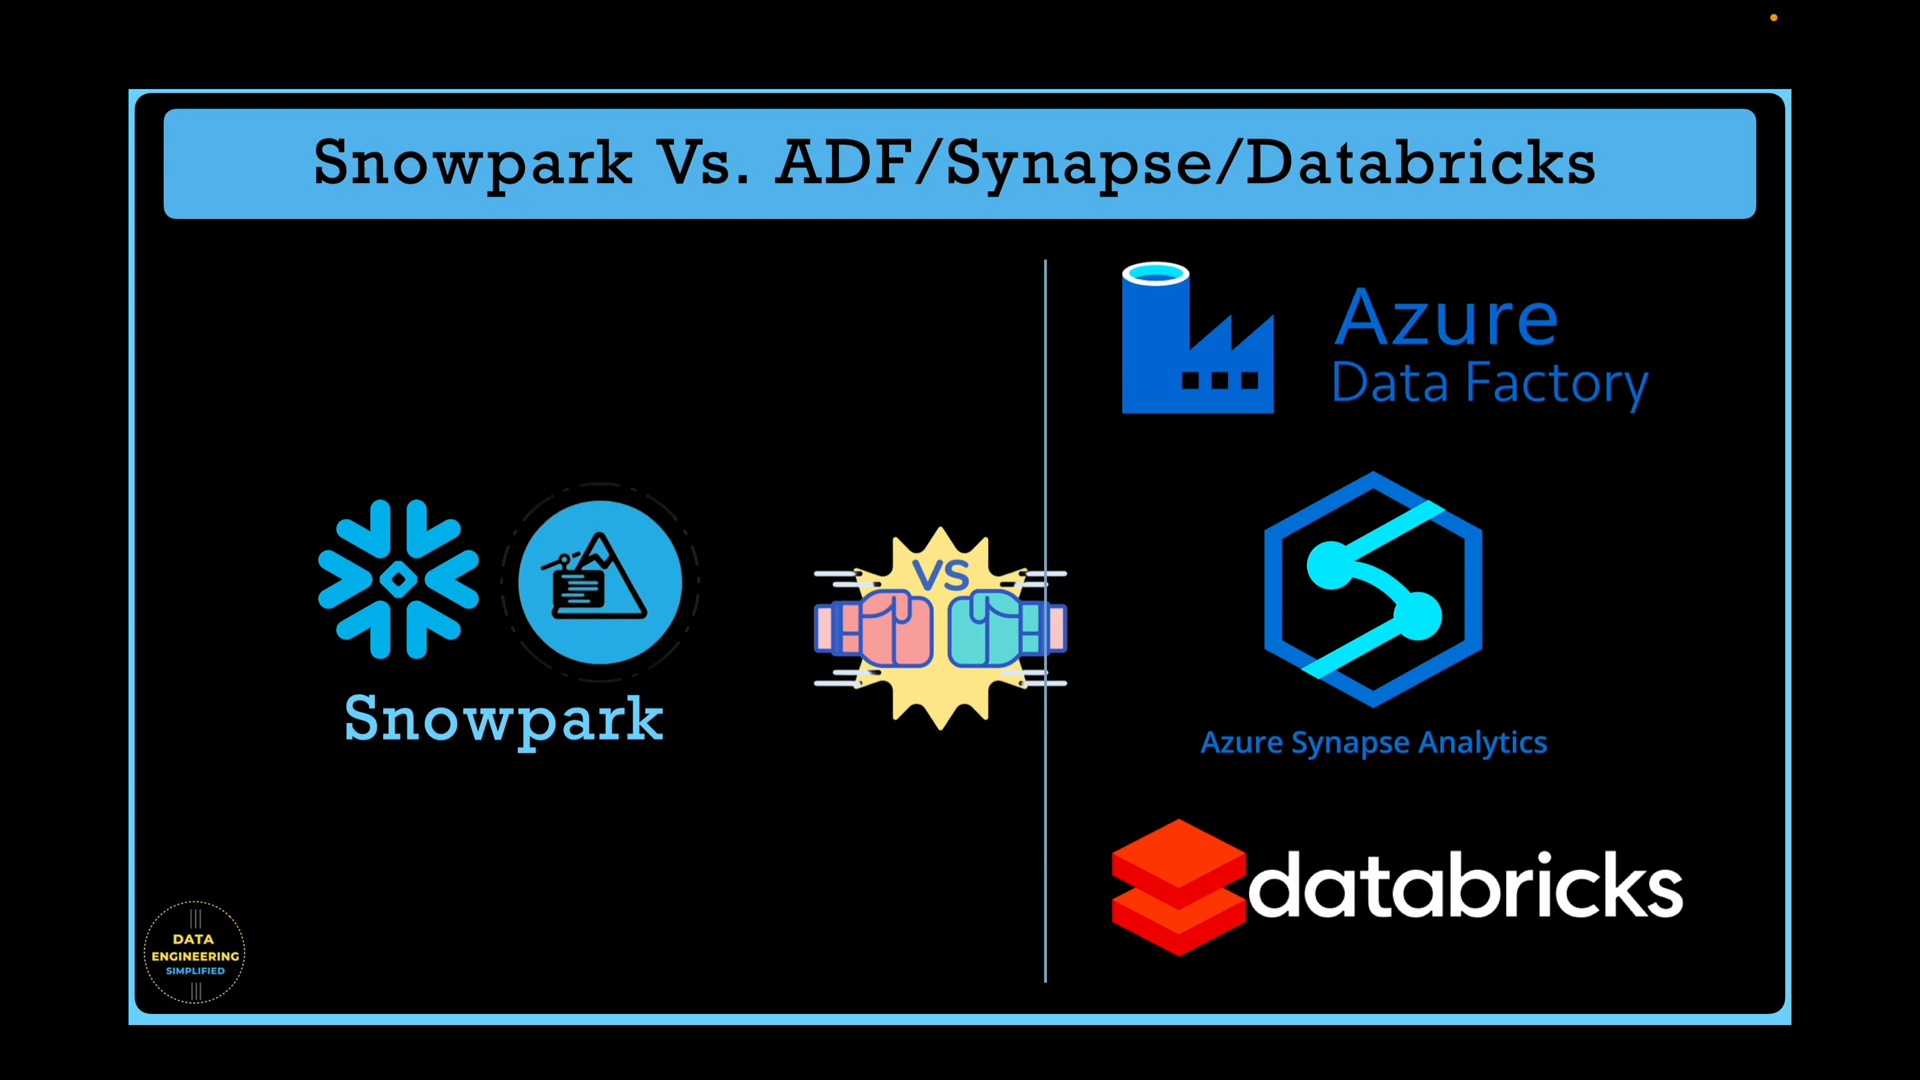 Snowpark Vs. ADF/Synapse/Databricks
Azure
Data Factory
VS
Snowpark
Azure Synapse Analytics
databricks
DATA
ENGINEERING
SIMPLIFIED